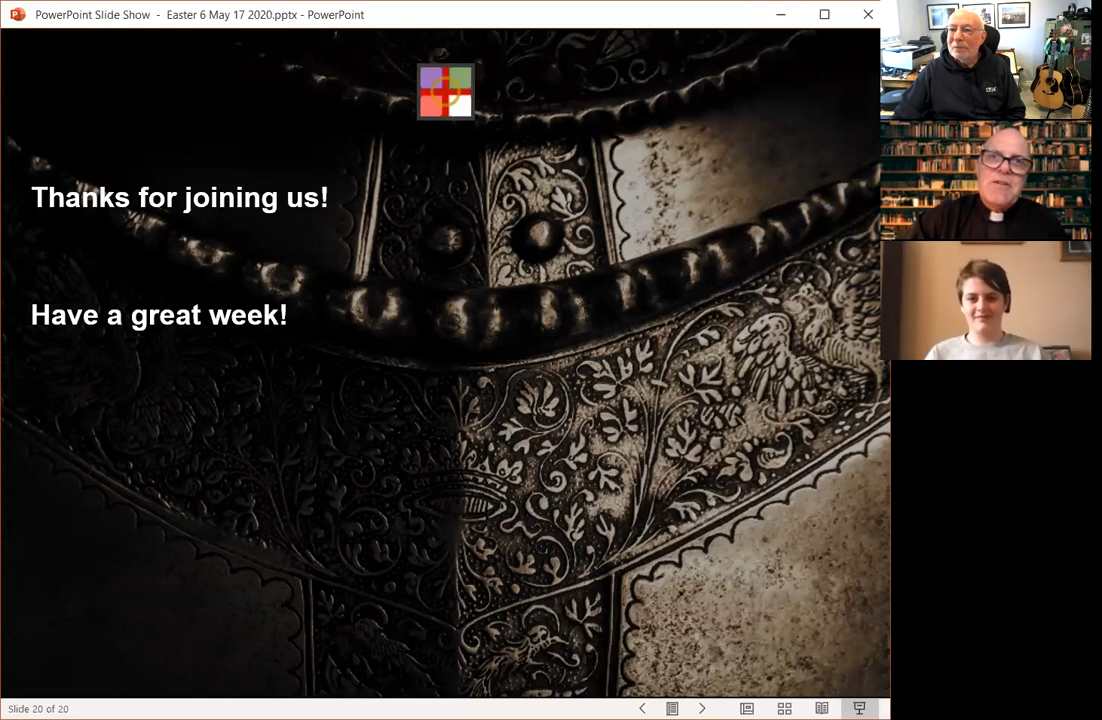 PowerPoint Slide Show - Easter 6 May 17 2020.pptx - PowerPoint
Thanks for joining us!
Have a great week!
Slide 20 of 20